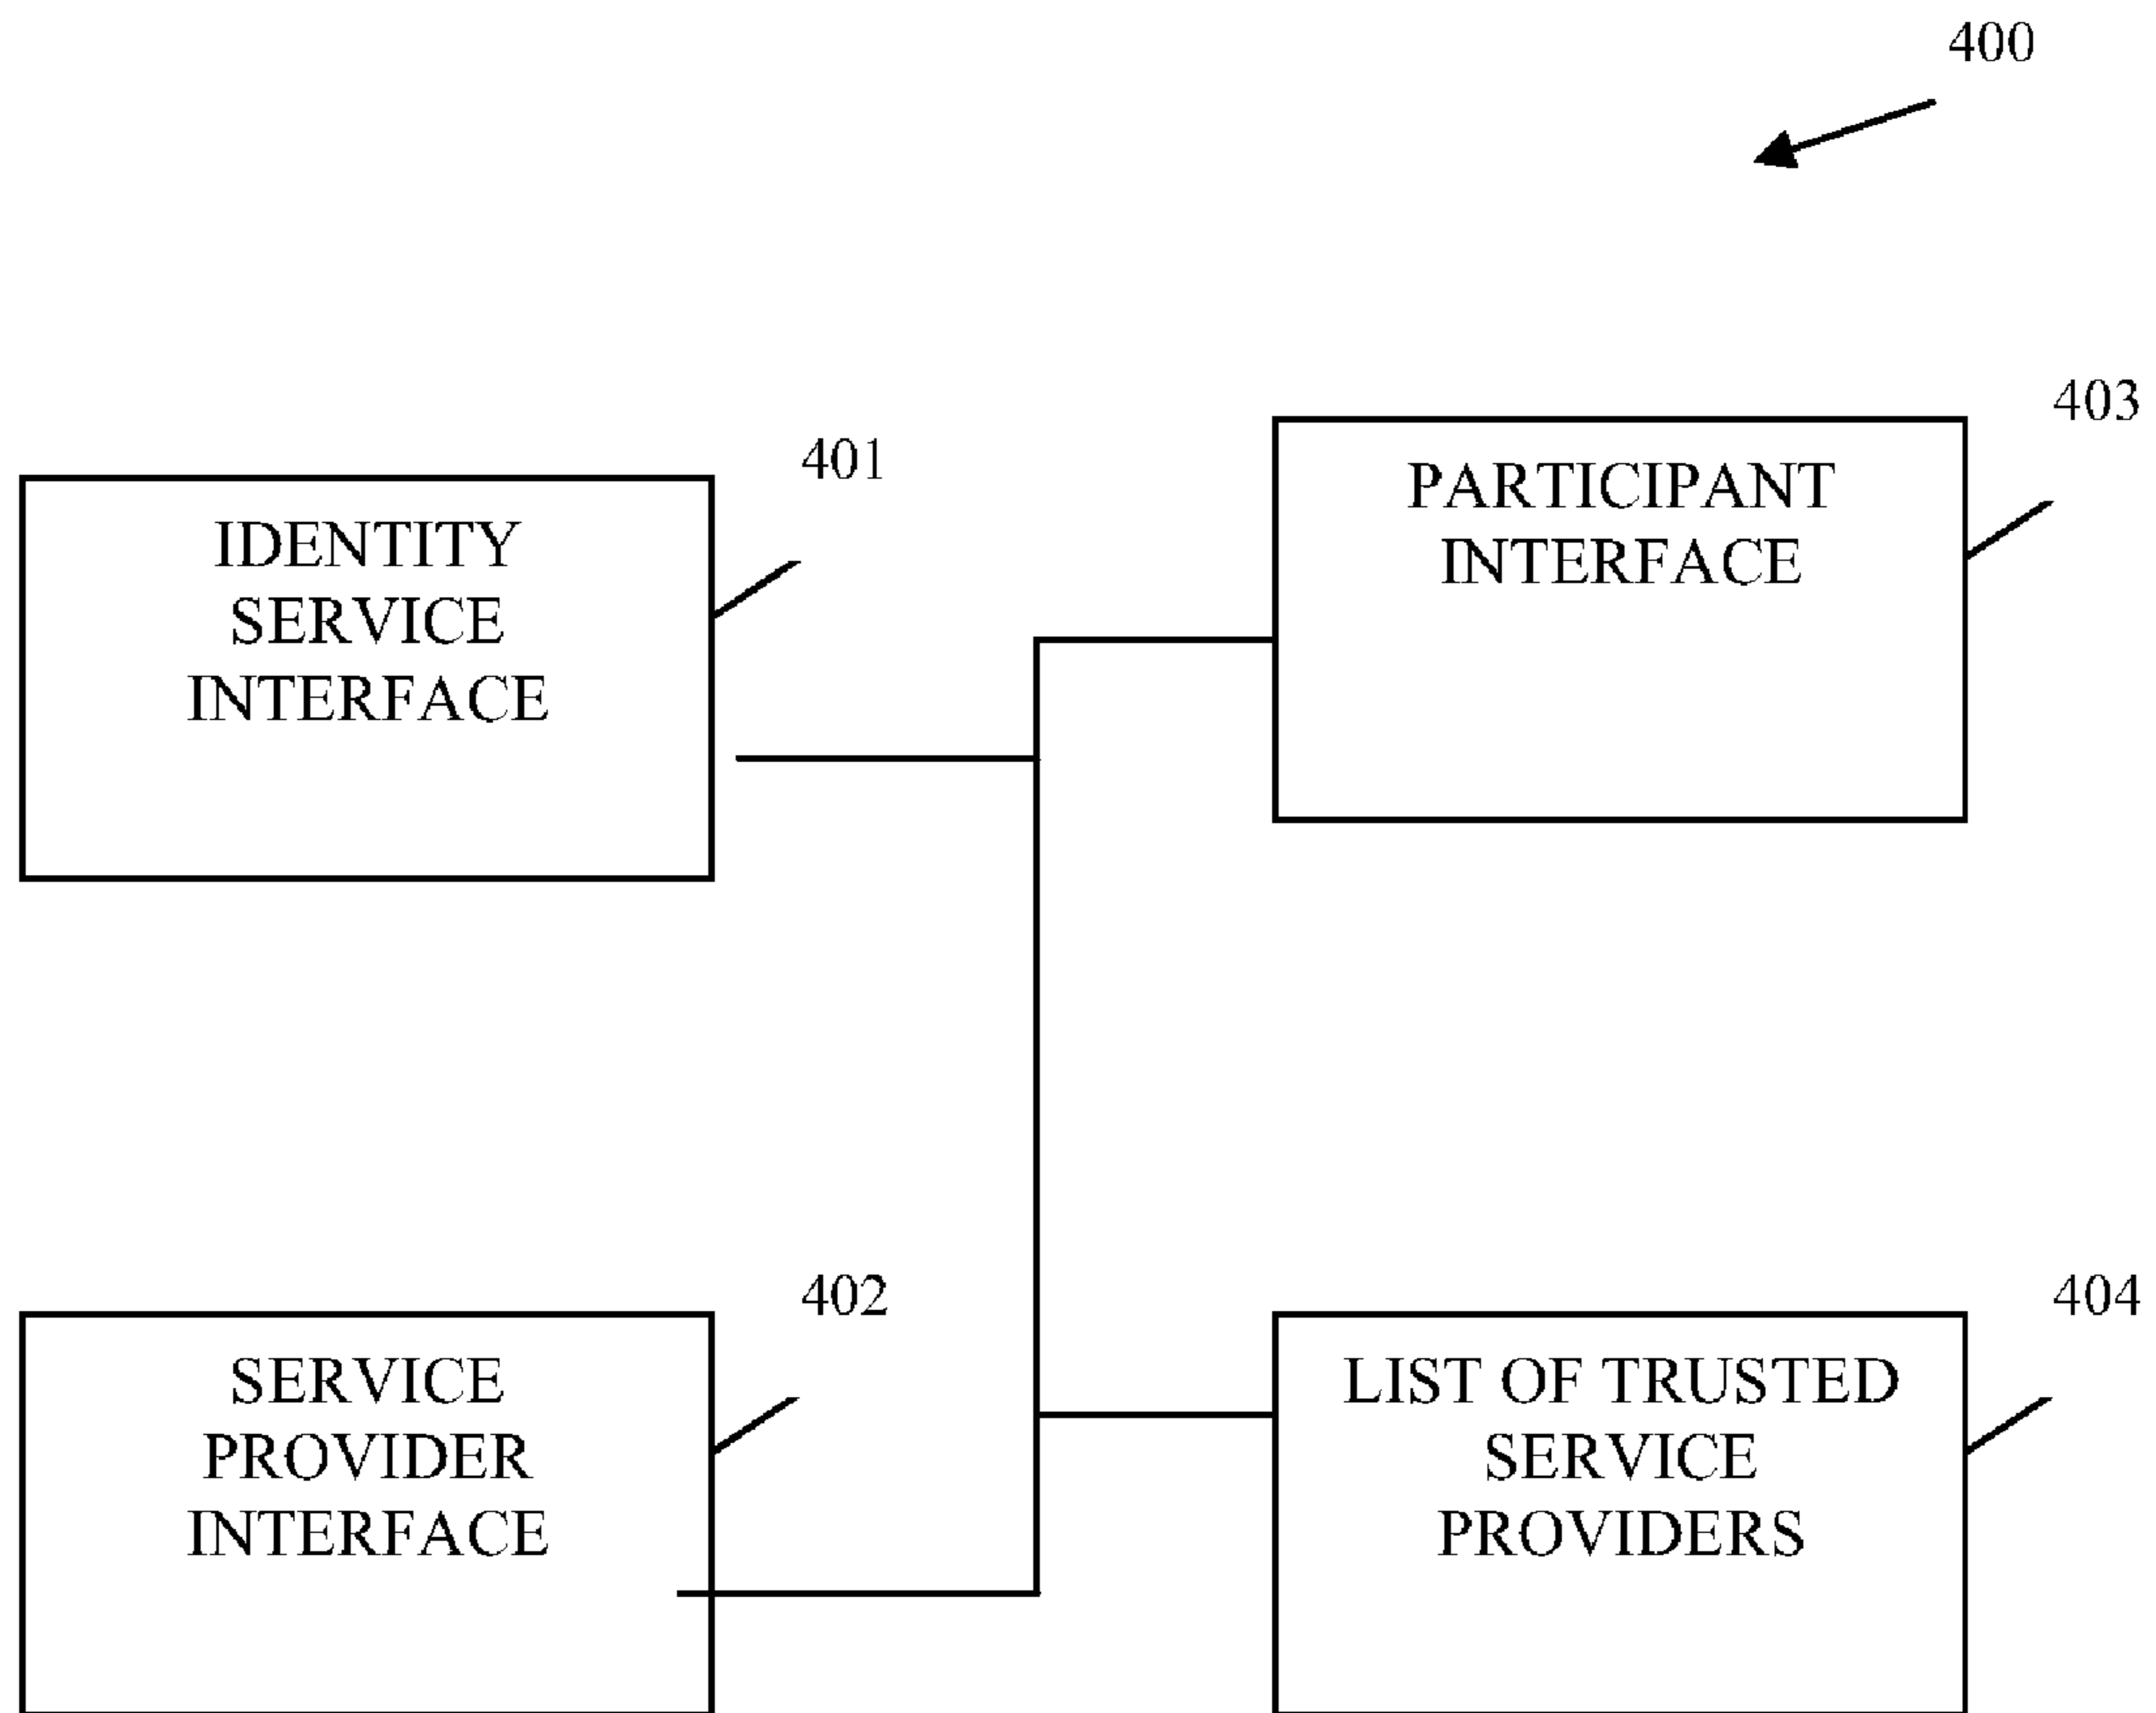 400
401
IDENTITY
SERVICE
INTERFACE
403
PARTICIPANT
INTERFACE
402
SERVICE
PROVIDER
INTERFACE
404
LIST OF TRUSTED
SERVICE
PROVIDERS